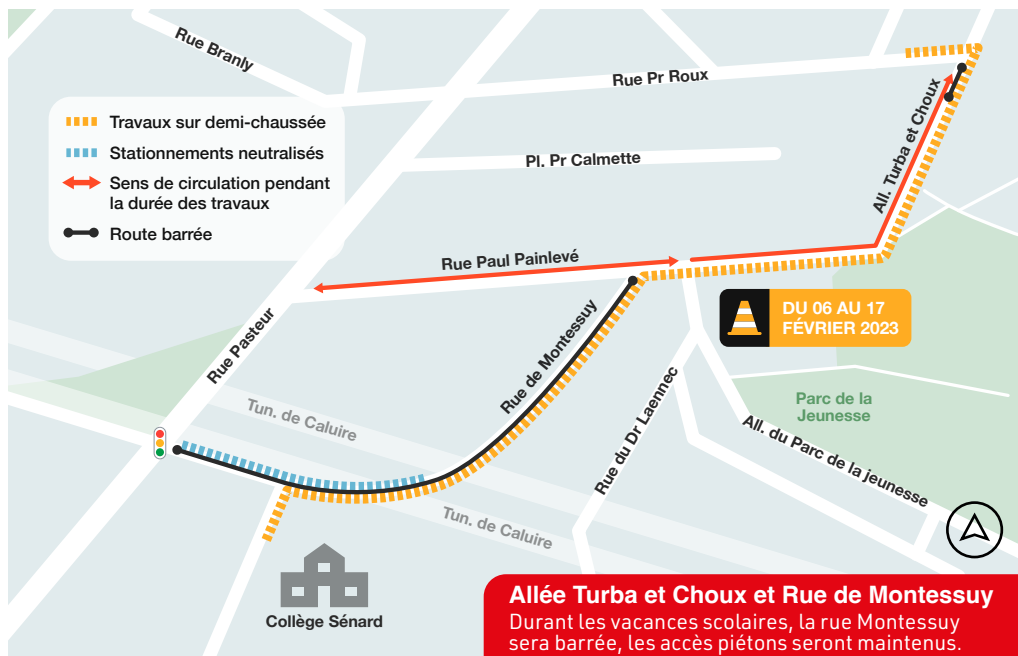 Rue Branly
Rue Pr Roux
Travaux sur demi-chaussée
Stationnements neutralisés
Sens de circulation pendant
la durée des travaux
Route barrée
Pl. Pr Calmette
All. Turba et Choux
Rue Paul Painlevé
DU 06 AU 17
FÉVRIER 2023
Rue Pasteur
Rue de Montessuy
Tun. de Caluire
Rue du Dr Laennec
Parc de la
Jeunesse
All. du Parc de la jeunesse
Tun. de Caluire
Collège Sénard
Allée Turba et Choux et Rue de Montessuy
Durant les vacances scolaires, la rue Montessuy
sera barrée, les accès piétons seront maintenus.